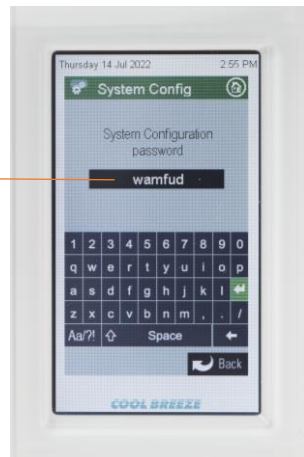 Thursday 14 Jul 2022 2:55 PM
System Config
System Configuration
password
wamfud
1 2 3 4 5 6 7 8 9 0
q w e r t y u i o p
a s d f g h j k l
z x c v b n m , . /
Aa/?! Space
Back
COOL BREEZE